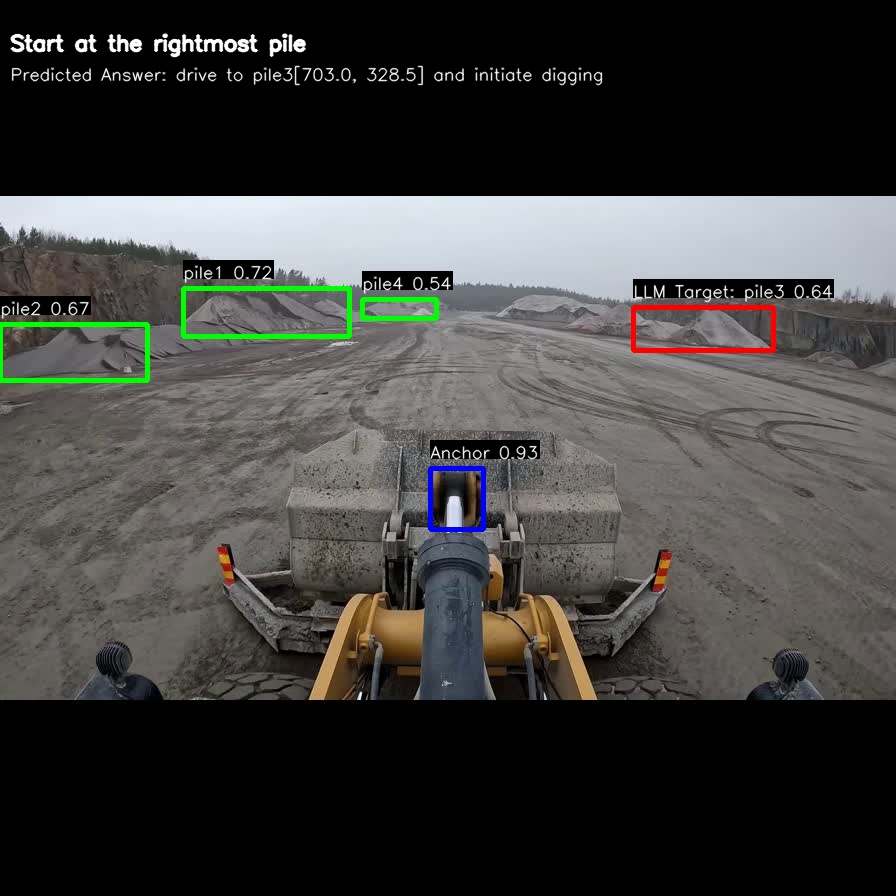 Start at the rightmost pile
Predicted Answer: drive to pile3[703.0, 328.5] and initiate digging
pile1 0.72
pile4 0.54
LLM Target: pile3 0.64
pile2 0.67
Anchor 0.93